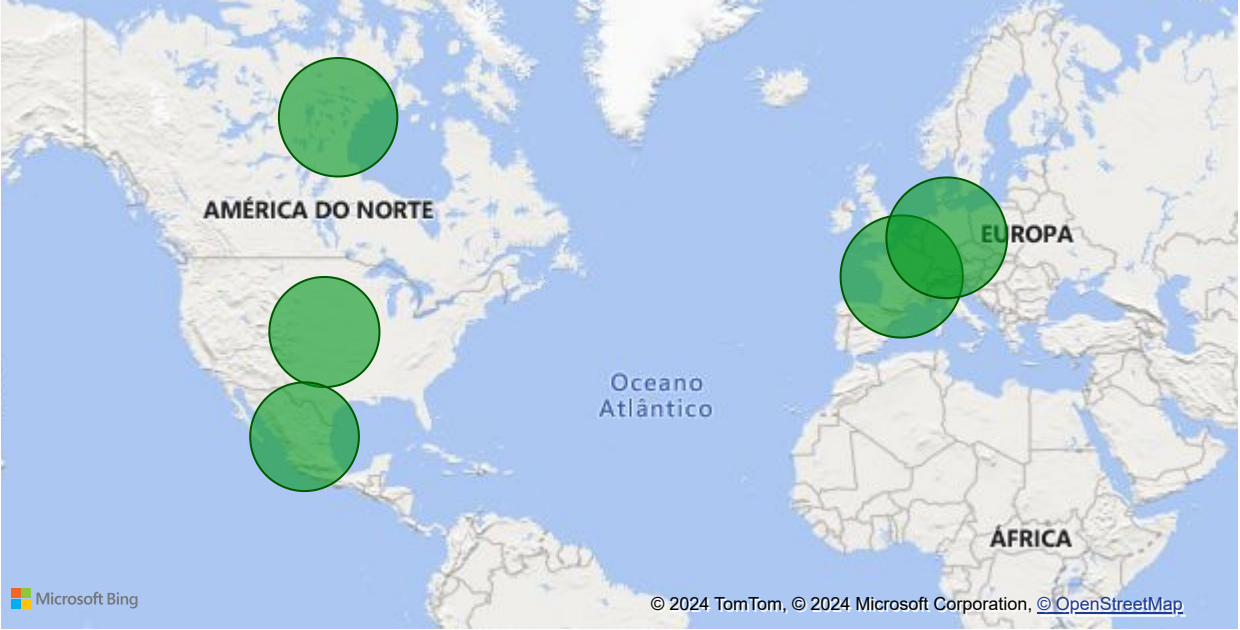 AMÉRICA DO NORTE
EUROPA
Oceano
Atlântico
ÁFRICA
Microsoft Bing
© 2024 TomTom, © 2024 Microsoft Corporation, © OpenStreetMap